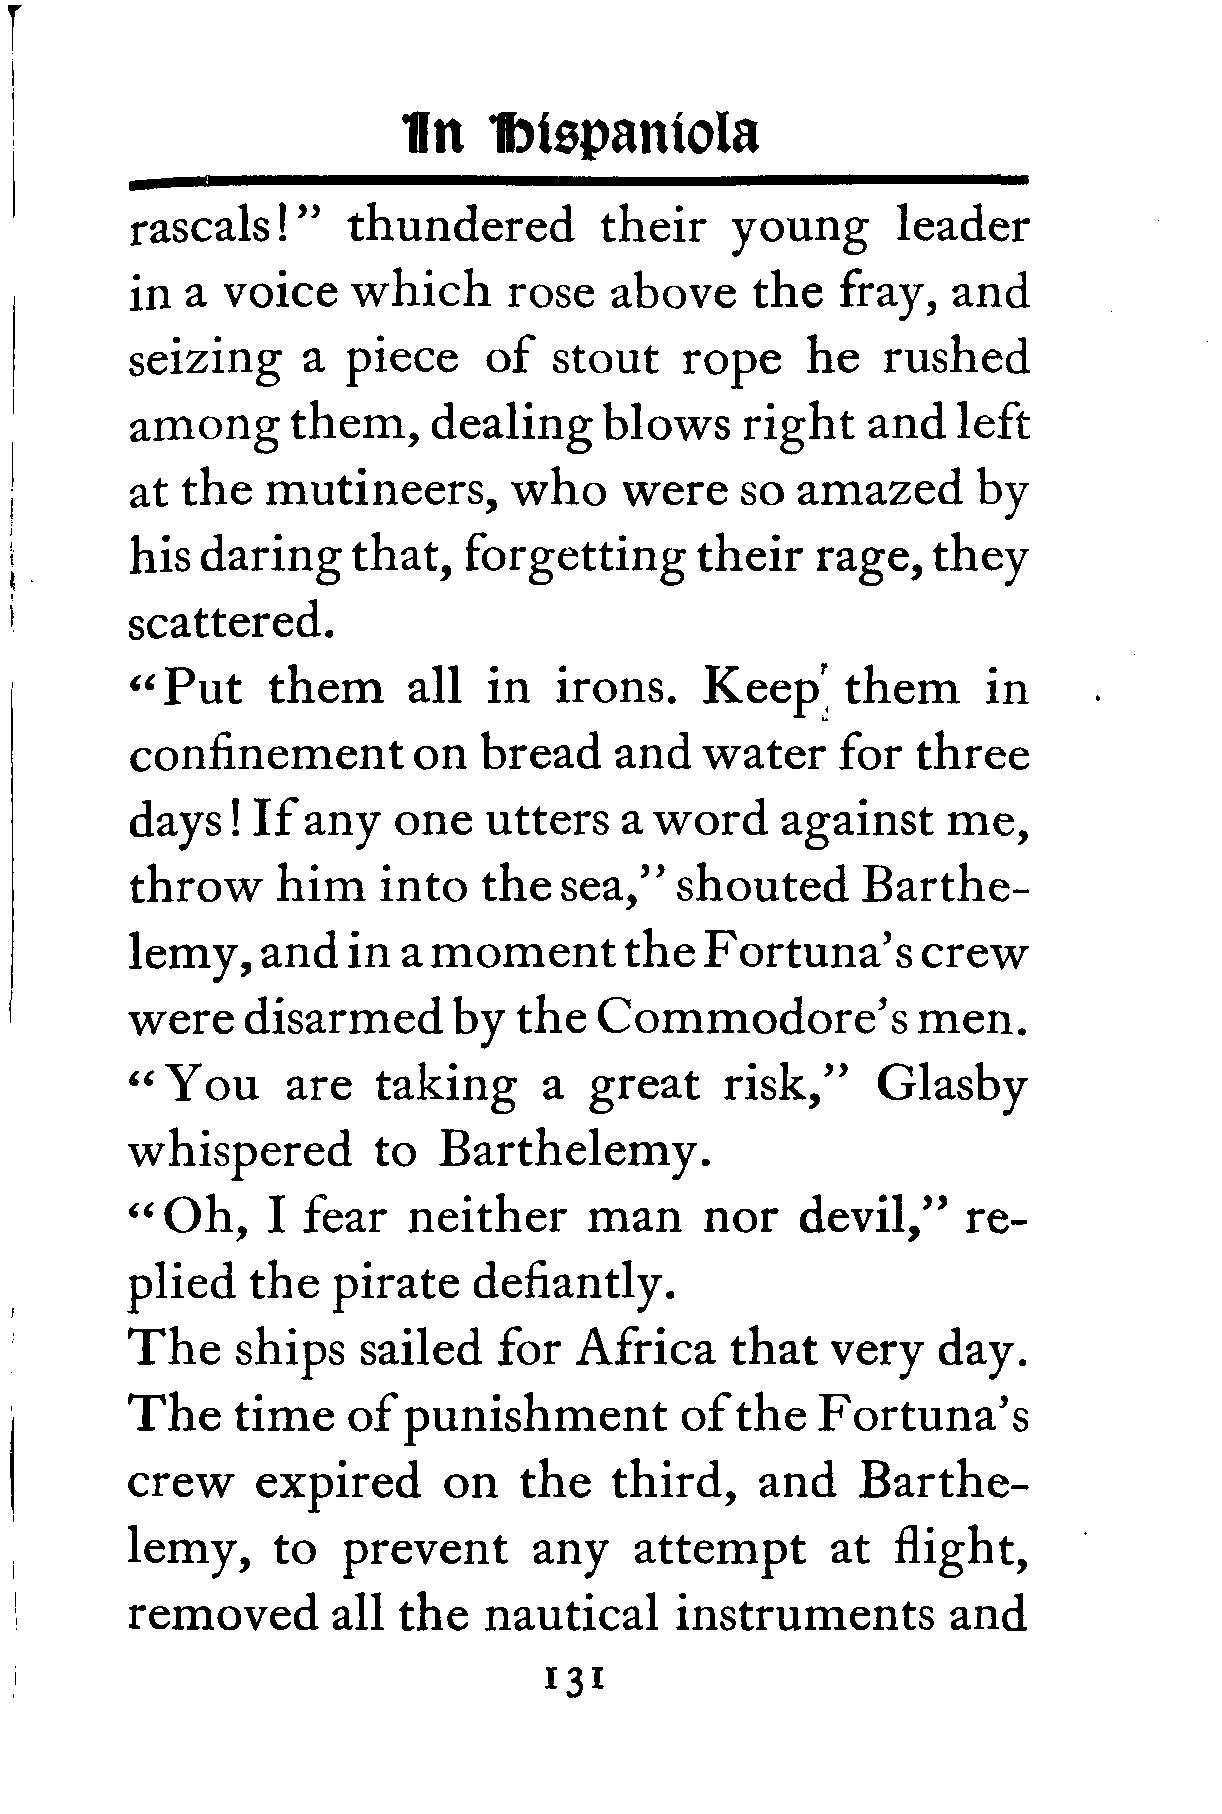 In Hispaniola
rascals!” thundered their young leader
in a voice which rose above the fray, and
seizing a piece of stout rope he rushed
among them, dealing blows right and left
at the mutineers, who were so amazed by
his daring that, forgetting their rage, they
scattered.
“Put them all in irons. Keep them in
confinement on bread and water for three
days! If any one utters a word against me,
throw him into the sea,” shouted Barthe-
lemy, and in a moment the Fortuna’s crew
were disarmed by the Commodore’s men.
“You are taking a great risk,” Glasby
whispered to Barthelemy.
“Oh, I fear neither man nor devil,” re-
plied the pirate defiantly.
The ships sailed for Africa that very day.
The time of punishment of the Fortuna’s
crew expired on the third, and Barthe-
lemy, to prevent any attempt at flight,
removed all the nautical instruments and
131